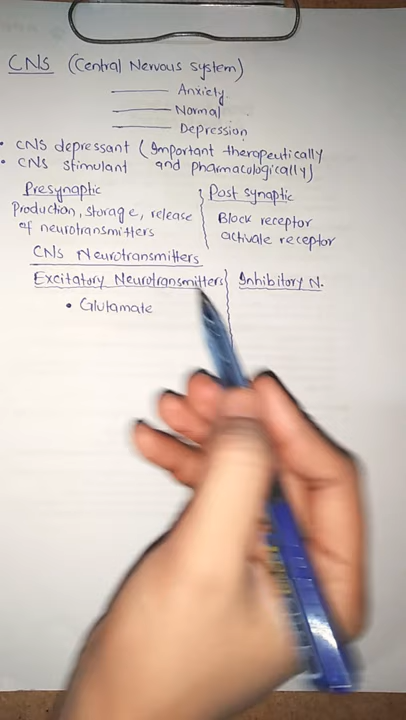 CNS (Central Nervous system)
Anxiety.
Normal
Depression
• CNS depressant (Important therapeutically
• CNS stimulant and pharmacologically)
Presynaptic
Production, storage, release
of neurotransmitters
Post synaptic
Block receptor
activate receptor
CNS Neurotransmitters
Excitatory Neurotransmitters
• Glutamate
Inhibitory N.